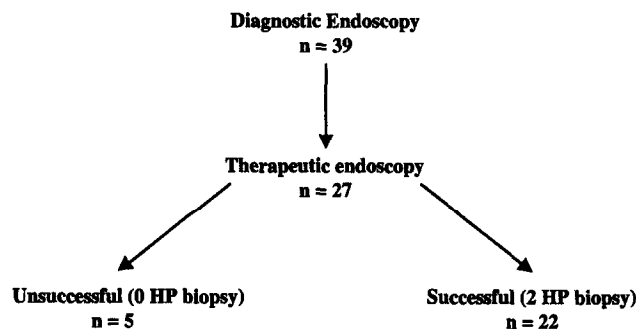 Diagnostic Endoscopy
n = 39
Therapeutic endoscopy
n = 27
Unsuccessful (0 HP biopsy)
n = 5
Successful (2 HP biopsy)
n = 22